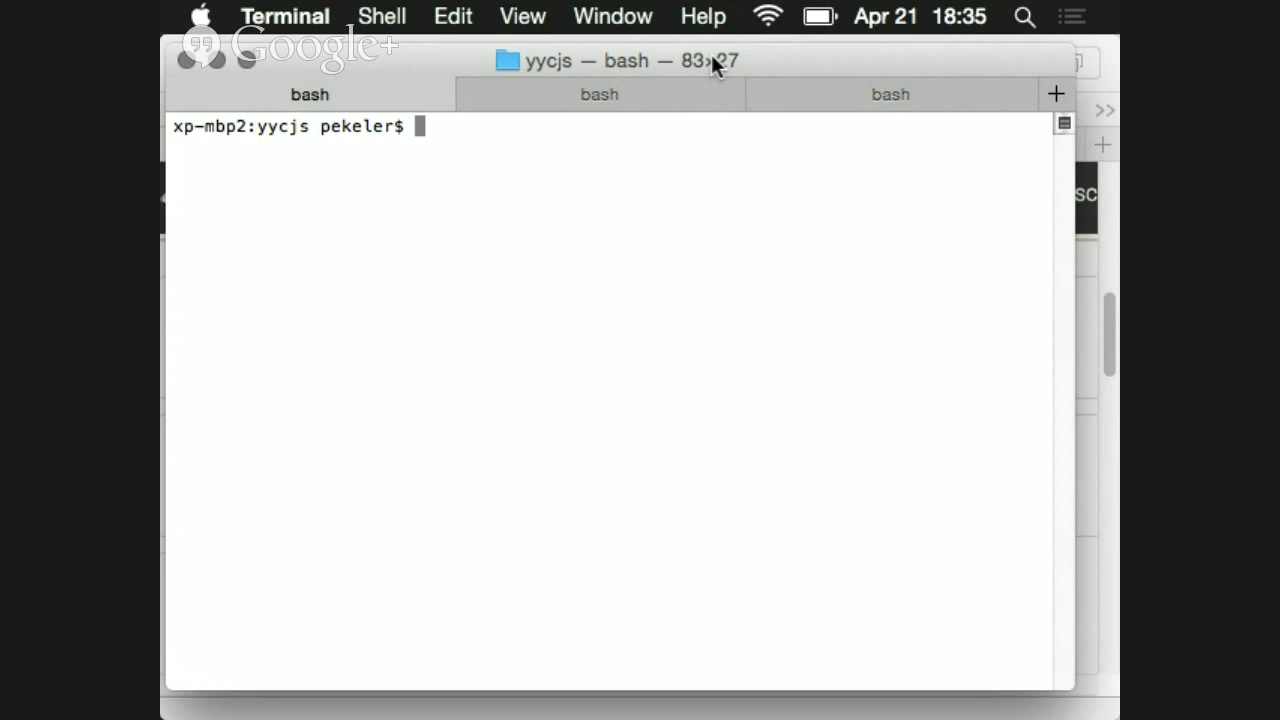 Terminal Shell Edit View Window Help Apr 21 18:35
Google+
yycjs — bash — 83×27
bash bash bash +
xp-mbp2:yycjs pekeler$
sc